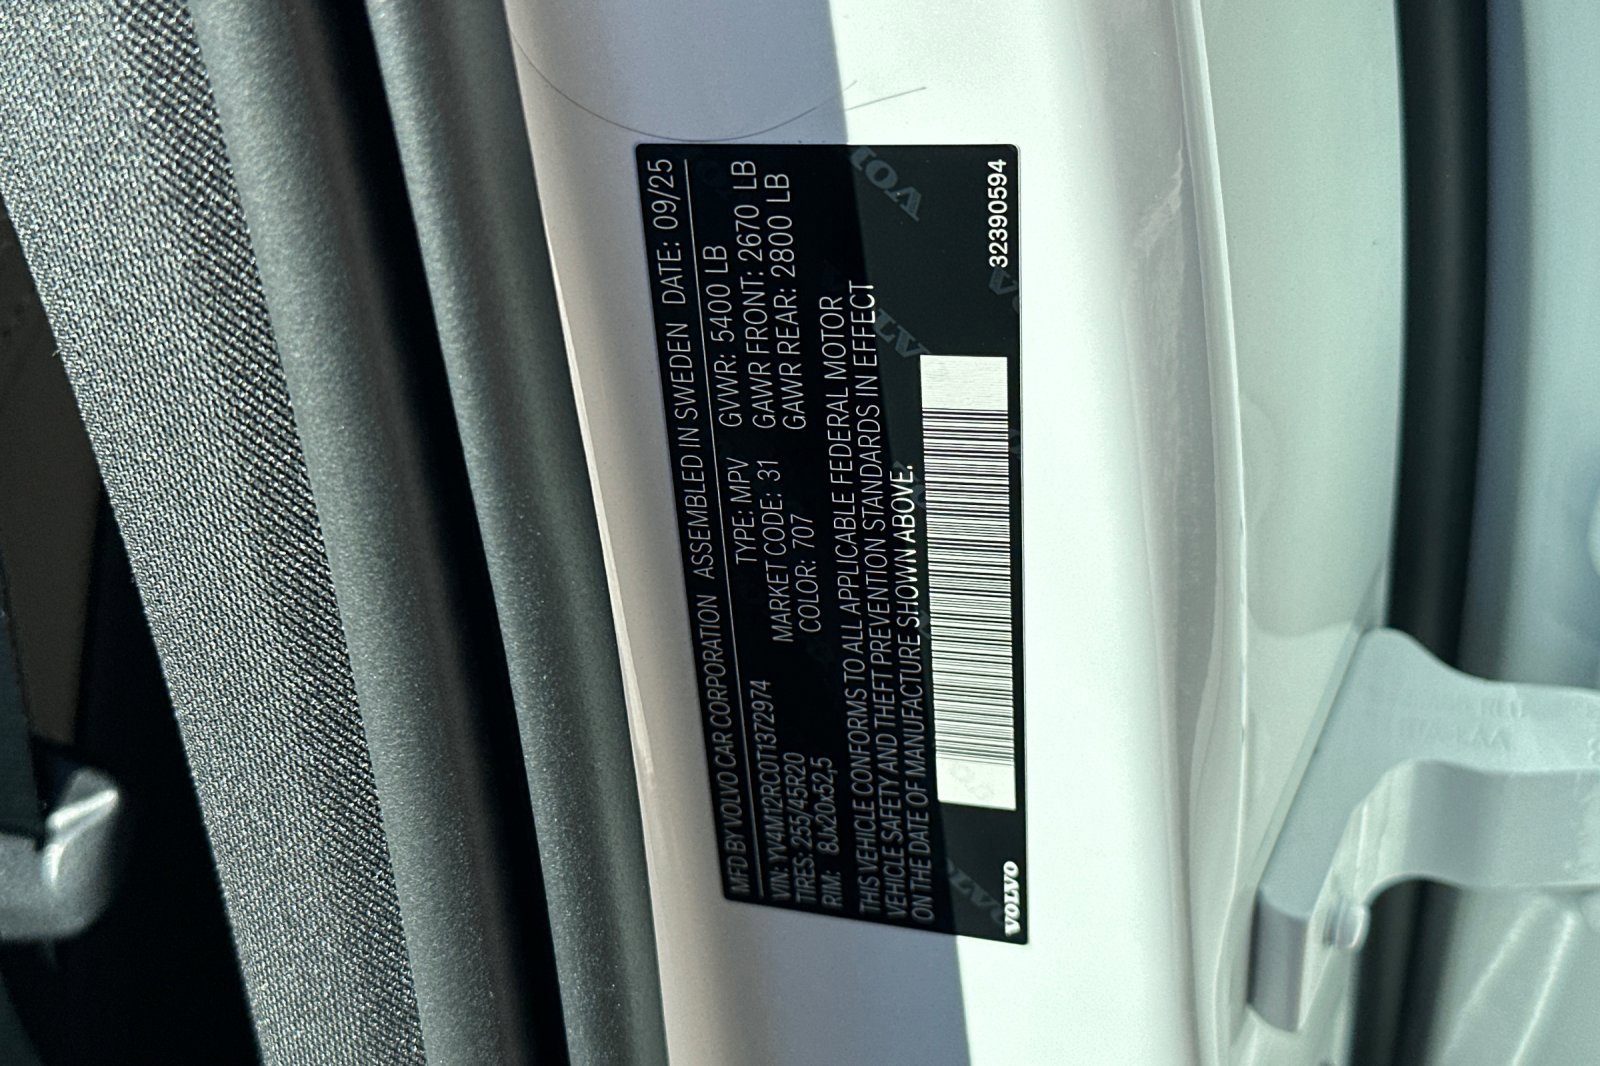 MFD BY VOLVO CAR CORPORATION ASSEMBLED IN SWEDEN DATE: 09/25
VIN: YV4M12RC0T1372974 TYPE: MPV GVWR: 5400 LB
TIRES: 255/45R20 MARKET CODE: 31 GAWR FRONT: 2670 LB
RIM: 8Jx20x52,5 COLOR: 707 GAWR REAR: 2800 LB
THIS VEHICLE CONFORMS TO ALL APPLICABLE FEDERAL MOTOR
VEHICLE SAFETY AND THEFT PREVENTION STANDARDS IN EFFECT
ON THE DATE OF MANUFACTURE SHOWN ABOVE.
VOLVO 32390594